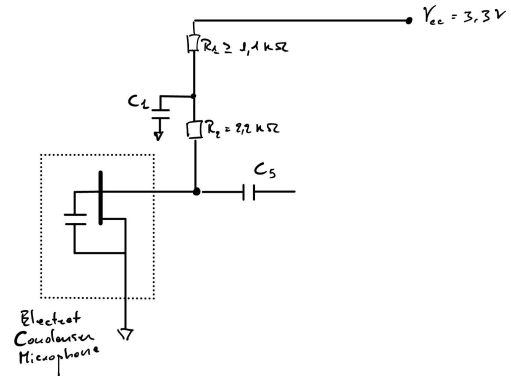 Vcc = 3,3V
R1 ≥ 1,1 kΩ
C1
R2 = 2,2 kΩ
C5
Electret
Condenser
Microphone